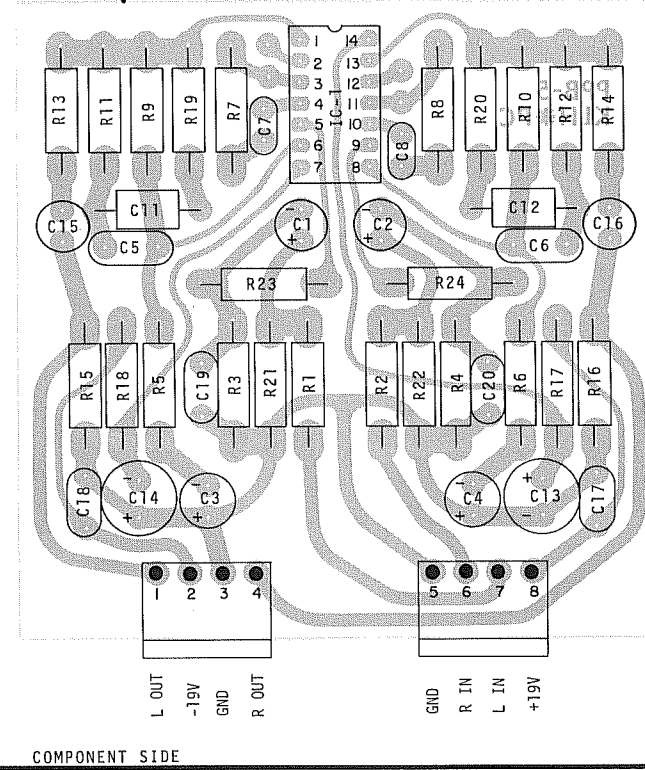 1 14
2 13
3 12
4 11
5 10
6 9
7 8
IC-1
R13 R11 R9 R19 R7 C7 C8 R8 R20 R10 R12 R14
C15 C11 C1 C2 C12 C16
C5 C6
R23 R24
R15 R18 R5 C19 R3 R21 R1 R2 R22 R4 C20 R6 R17 R16
C18 C14 C3 C4 C13 C17
1 2 3 4 5 6 7 8
L OUT
-19V
GND
R OUT
GND
R IN
L IN
+19V
COMPONENT SIDE